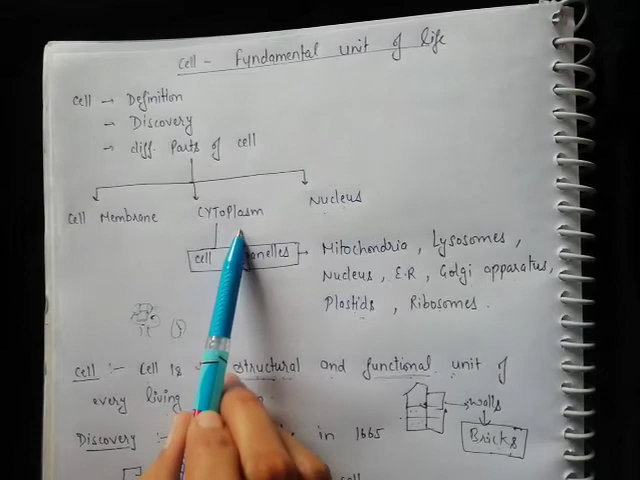 Cell - Fundamental Unit of life
Cell → Definition
→ Discovery
→ diff. Parts of cell
Cell Membrane
CYToPlasm
Nucleus
cell
Mitochondria, Lysosomes,
Nucleus, E.R, Golgi apparatus,
Plastids, Ribosomes.
Cell :- Cell is structural and functional unit of
every living
walls
Bricks
Discovery :- in 1665
cell